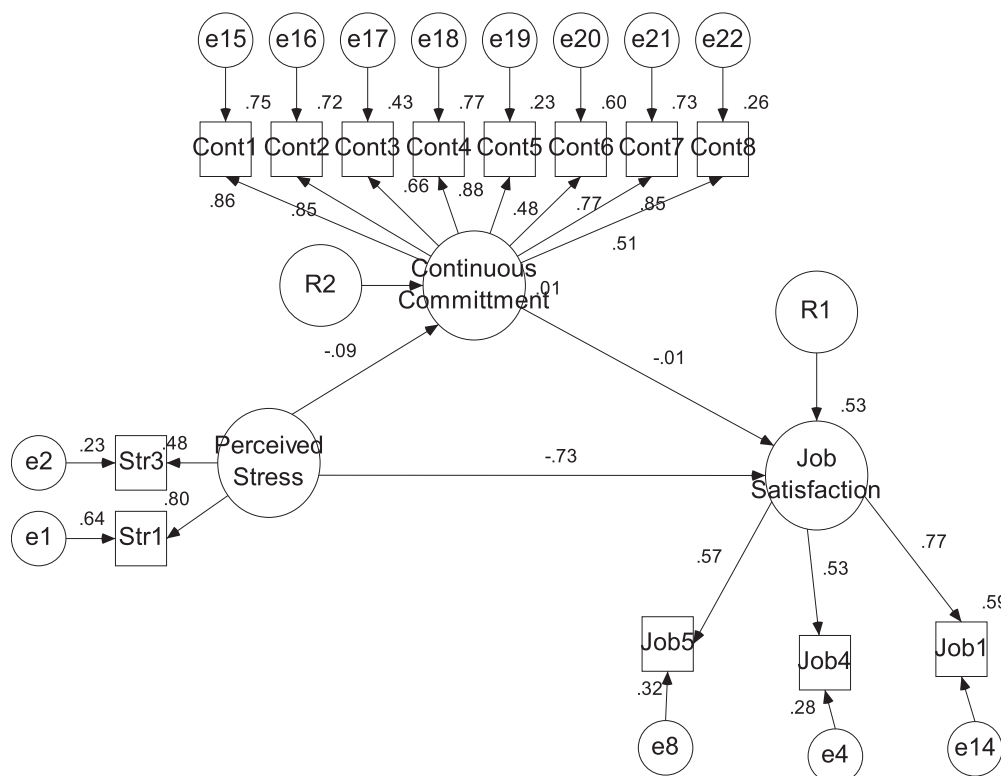 e15 e16 e17 e18 e19 e20 e21 e22
.75 .72 .43 .77 .23 .60 .73 .26
Cont1 Cont2 Cont3 Cont4 Cont5 Cont6 Cont7 Cont8
.86 .85 .66 .88 .48 .77 .85 .51
R2
Continuous
Committment
.01
R1
-.09
-.01
.53
Perceived
Stress
-.73
Job
Satisfaction
e2 .23 Str3 .48
e1 .64 Str1 .80
.57 .53 .77
.59
Job5 Job4 Job1
.32 .28
e8 e4 e14